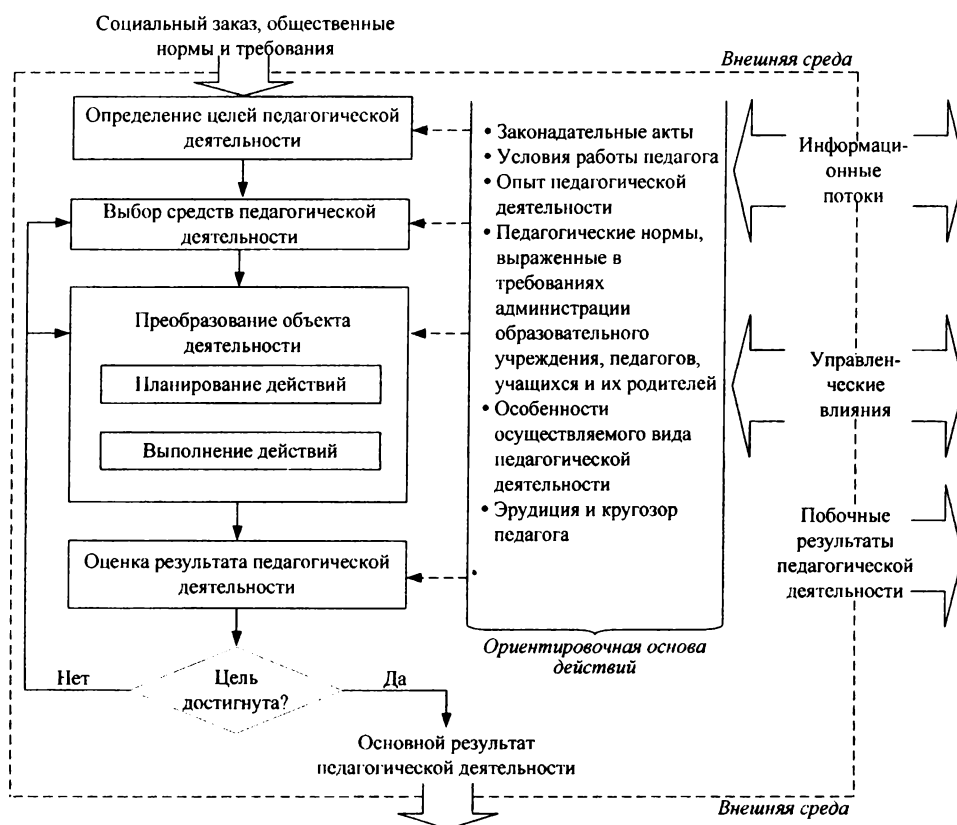 Социальный заказ, общественные
нормы и требования
Внешняя среда
Определение целей педагогической
деятельности
Выбор средств педагогической
деятельности
Преобразование объекта
деятельности
Планирование действий
Выполнение действий
Оценка результата педагогической
деятельности
Нет
Цель
достигнута?
Да
Основной результат
педагогической деятельности
• Законадательные акты
• Условия работы педагога
• Опыт педагогической
деятельности
• Педагогические нормы,
выраженные в
требованиях
администрации
образовательного
учреждения, педагогов,
учащихся и их родителей
• Особенности
осуществляемого вида
педагогической
деятельности
• Эрудиция и кругозор
педагога
Ориентировочная основа
действий
Информаци-
онные
потоки
Управлен-
ческие
влияния
Побочные
результаты
педагогической
деятельности
Внешняя среда